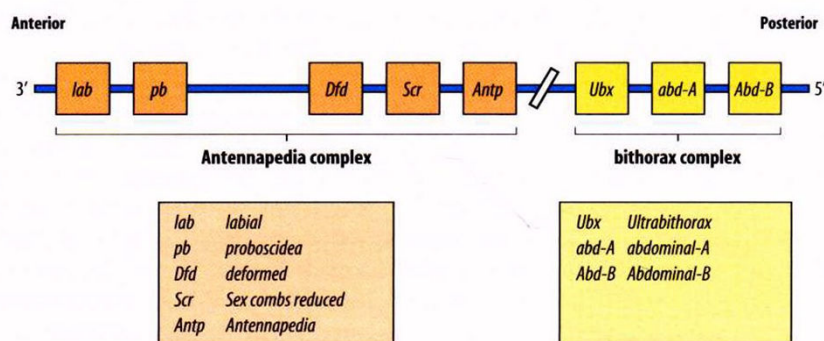 Anterior Posterior
3′ lab pb Dfd Scr Antp Ubx abd-A Abd-B 5′
Antennapedia complex bithorax complex
lab labial
pb proboscidea
Dfd deformed
Scr Sex combs reduced
Antp Antennapedia
Ubx Ultrabithorax
abd-A abdominal-A
Abd-B Abdominal-B